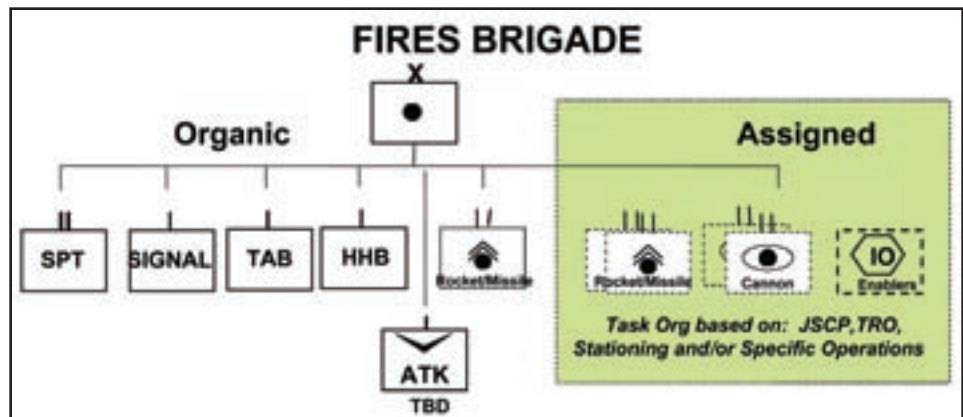 FIRES BRIGADE
X
Organic
Assigned
II
I
I
I
II
SPT
SIGNAL
TAB
HHB
Rocket/Missile
Rocket/Missile
Cannon
IO
Enablers
Task Org based on: JSCP,TRO,
Stationing and/or Specific Operations
I
ATK
TBD